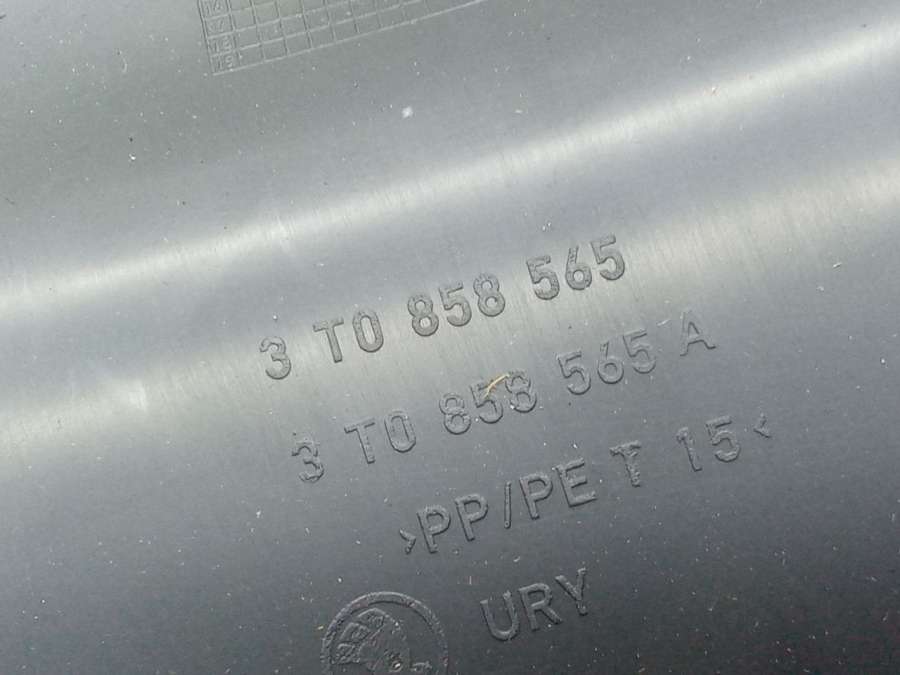 3 T0 858 565
3 T0 858 565 A
>PP/PE T 15<
URY